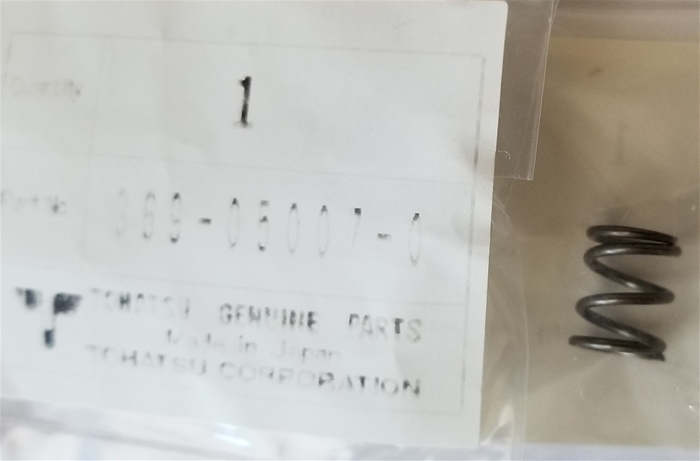 Quantity 1
Part No. 369-05007-0
TOHATSU GENUINE PARTS
Made in Japan
TOHATSU CORPORATION